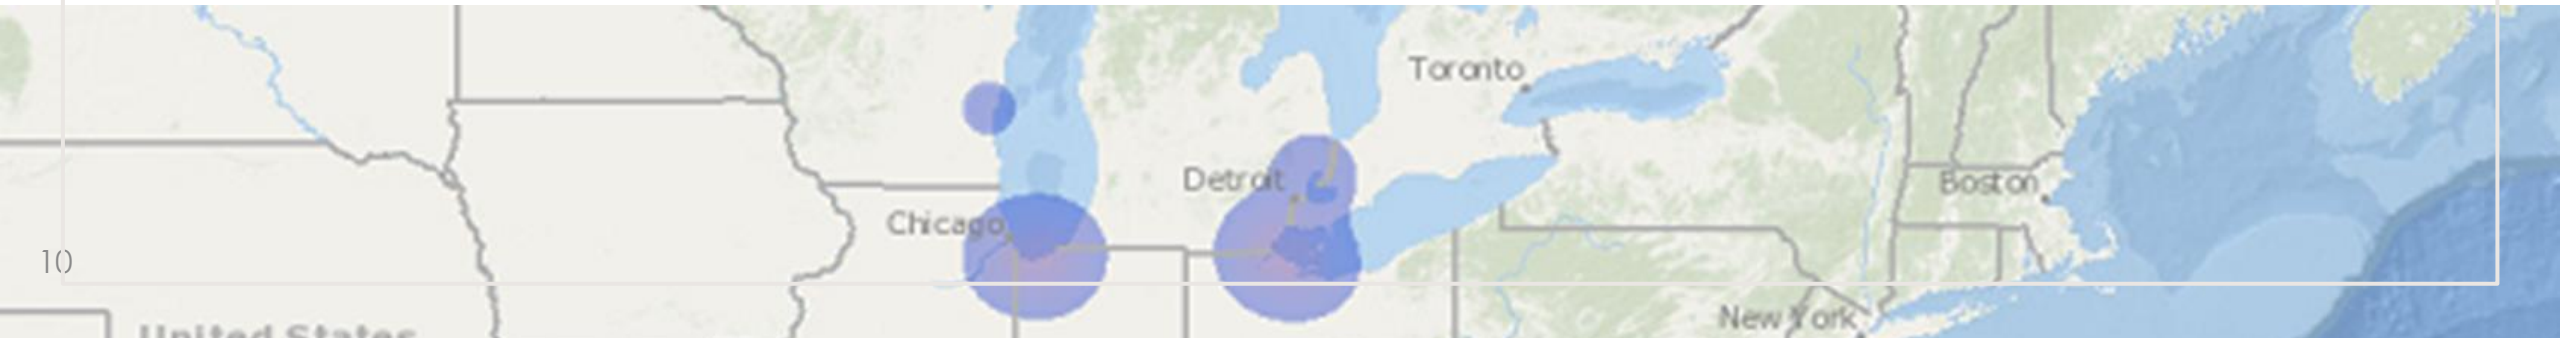 Toronto
Detroit
Boston
Chicago
10
New York
United States